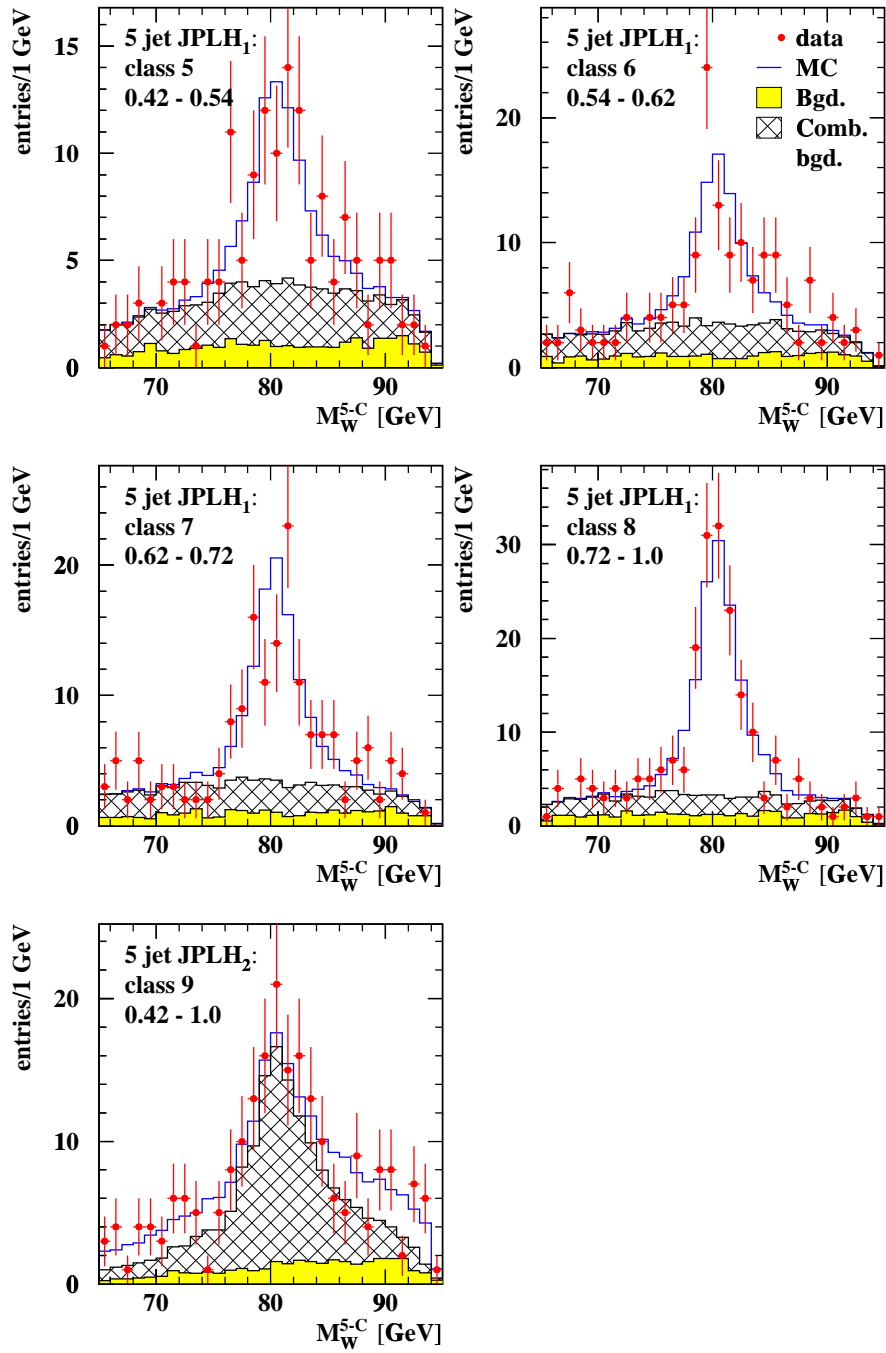 entries/1 GeV
15
10
5
0
5 jet JPLH₁:
class 5
0.42 - 0.54
70 80 90
M_W^{5-C} [GeV]
entries/1 GeV
20
10
0
5 jet JPLH₁:
class 6
0.54 - 0.62
data
MC
Bgd.
Comb.
bgd.
70 80 90
M_W^{5-C} [GeV]
entries/1 GeV
20
10
0
5 jet JPLH₁:
class 7
0.62 - 0.72
70 80 90
M_W^{5-C} [GeV]
entries/1 GeV
30
20
10
0
5 jet JPLH₁:
class 8
0.72 - 1.0
70 80 90
M_W^{5-C} [GeV]
entries/1 GeV
20
10
0
5 jet JPLH₂:
class 9
0.42 - 1.0
70 80 90
M_W^{5-C} [GeV]